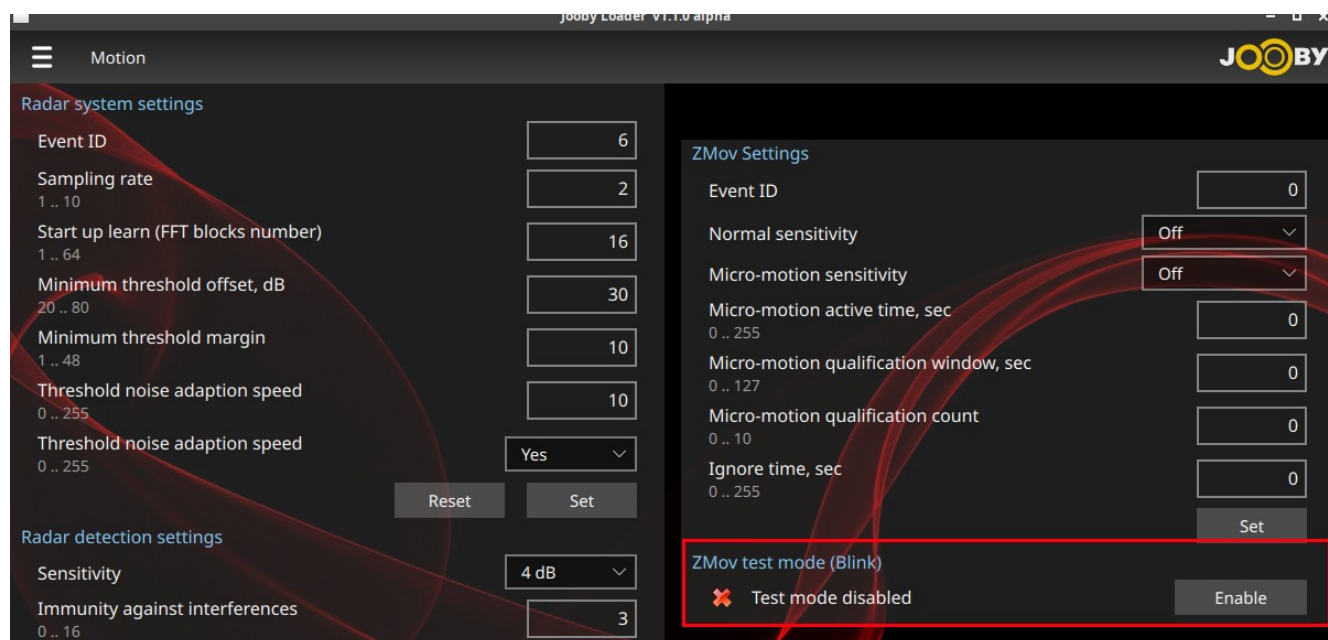 Jooby Loader V1.1.0 alpha
Motion
JOOBY
Radar system settings
Event ID
6
Sampling rate
1 .. 10
2
Start up learn (FFT blocks number)
1 .. 64
16
Minimum threshold offset, dB
20 .. 80
30
Minimum threshold margin
1 .. 48
10
Threshold noise adaption speed
0 .. 255
10
Threshold noise adaption speed
0 .. 255
Yes
Reset
Set
Radar detection settings
Sensitivity
4 dB
Immunity against interferences
0 .. 16
3
ZMov Settings
Event ID
0
Normal sensitivity
Off
Micro-motion sensitivity
Off
Micro-motion active time, sec
0 .. 255
0
Micro-motion qualification window, sec
0 .. 127
0
Micro-motion qualification count
0 .. 10
0
Ignore time, sec
0 .. 255
0
Set
ZMov test mode (Blink)
Test mode disabled
Enable